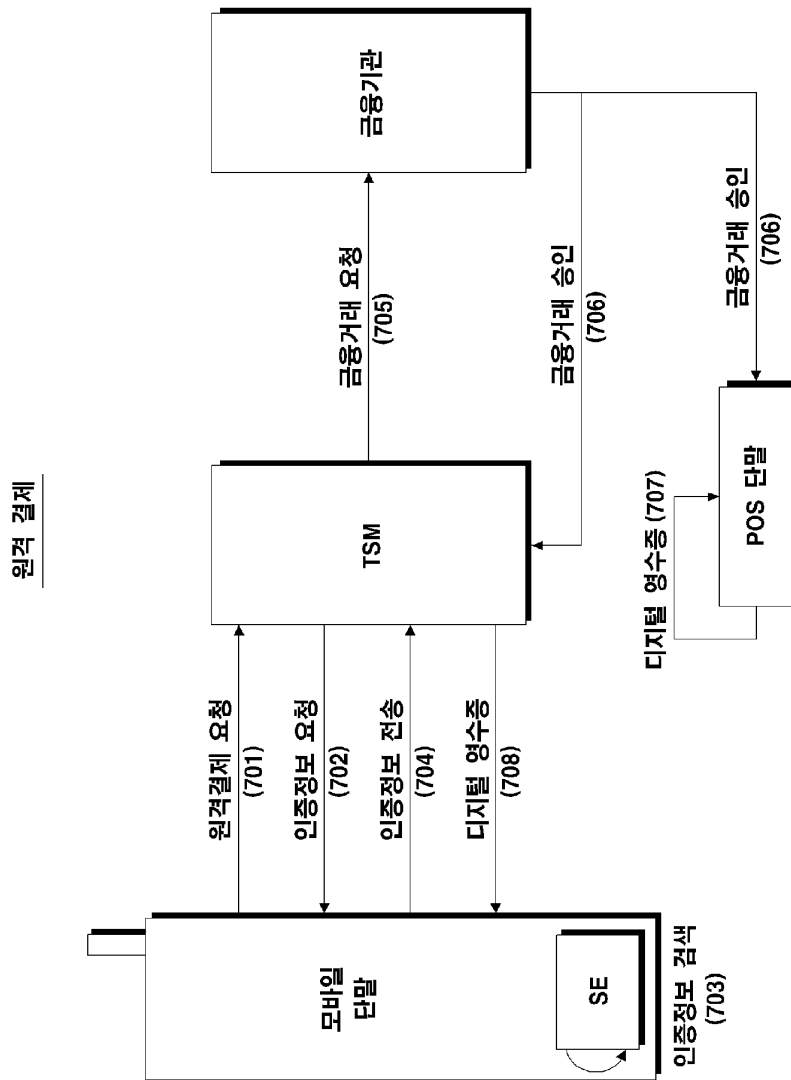 원격 결제
모바일
단말
SE
인증정보 검색
(703)
원격결제 요청
(701)
인증정보 요청
(702)
인증정보 전송
(704)
디지털 영수증
(708)
TSM
금융거래 요청
(705)
금융거래 승인
(706)
금융기관
금융거래 승인
(706)
디지털 영수증 (707)
POS 단말